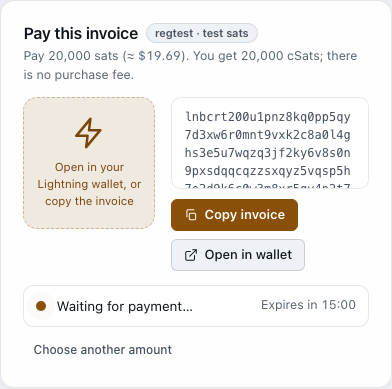 Pay this invoice
regtest · test sats
Pay 20,000 sats (≈ $19.69). You get 20,000 cSats; there
is no purchase fee.
Open in your
Lightning wallet, or
copy the invoice
lnbcrt200u1pnz8kq0pp5qy
7d3xw6r0mnt9vxk2c8a0l4g
hs3e5u7wqzq3jf2ky6v8s0n
9pxsdqqcqzzsxqyz5vqsp5h
Copy invoice
Open in wallet
Waiting for payment…
Expires in 15:00
Choose another amount